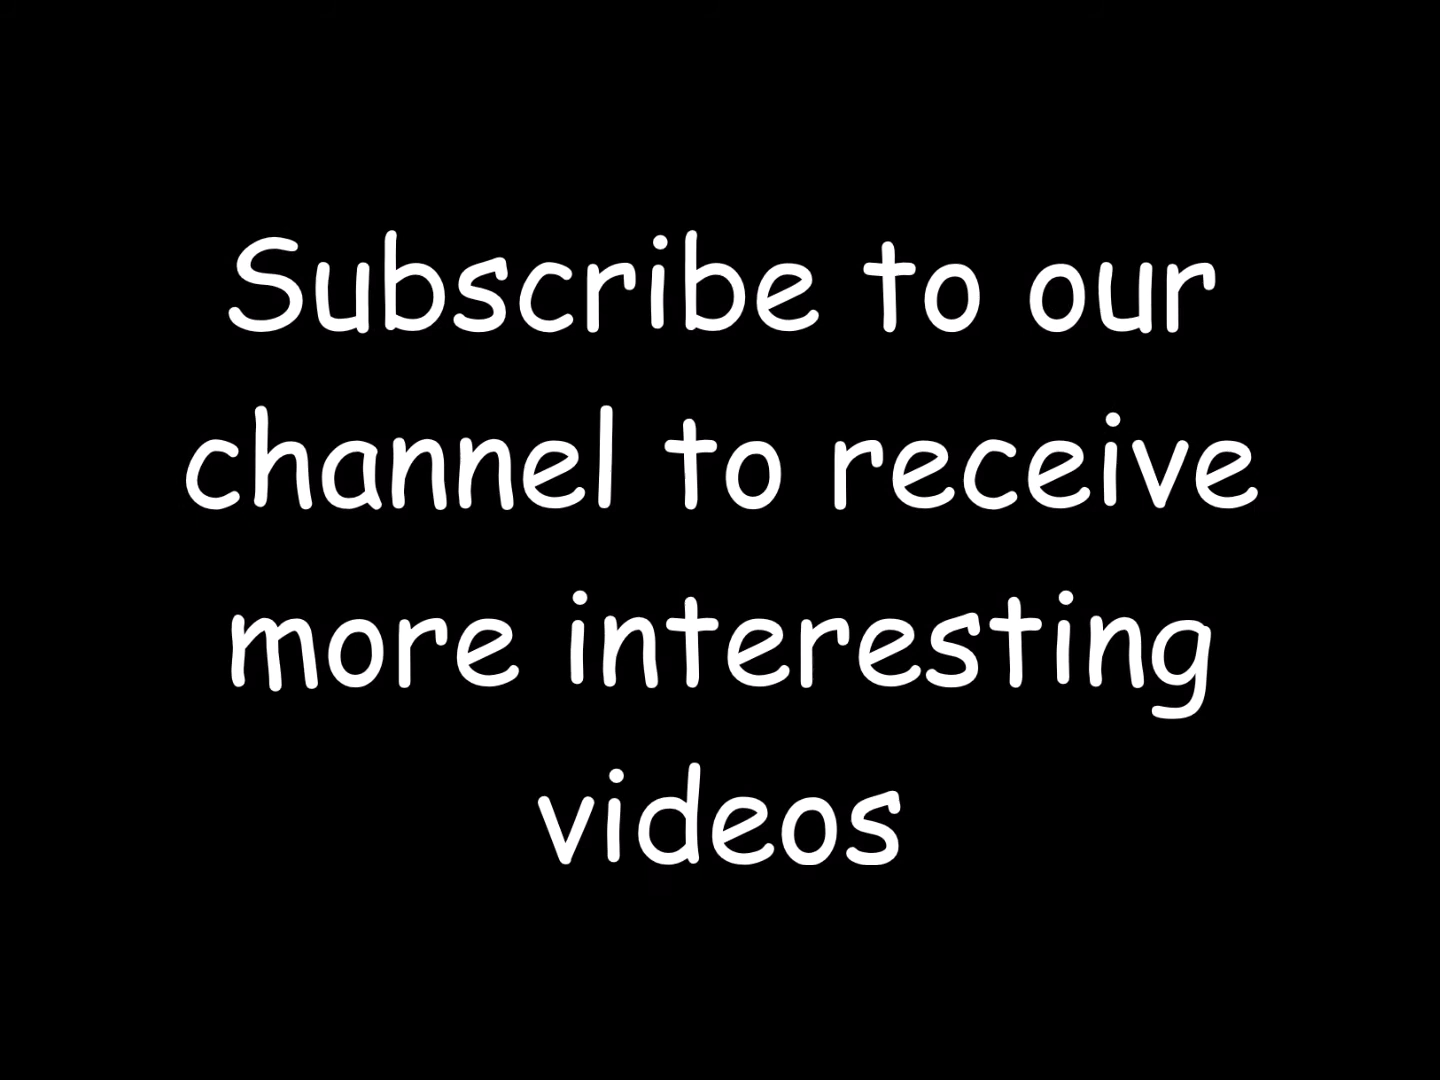 Subscribe to our
channel to receive
more interesting
videos